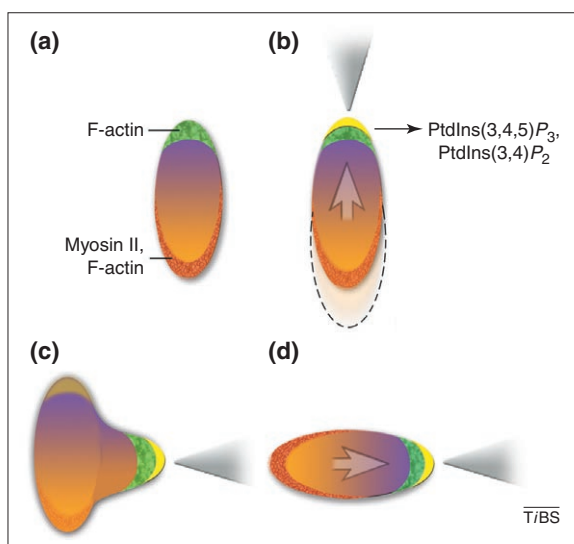 (a)
(b)
F-actin
PtdIns(3,4,5)P3,
PtdIns(3,4)P2
Myosin II,
F-actin
(c)
(d)
TiBS